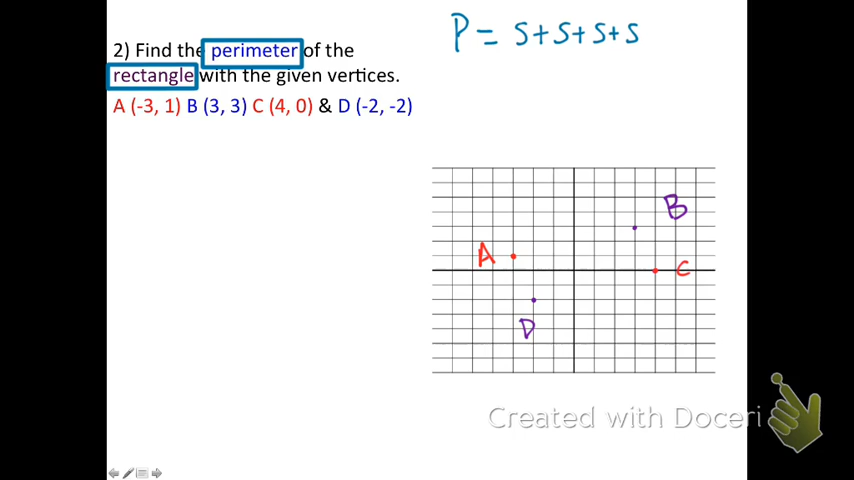 P = S+S+S+S
2) Find the perimeter of the
rectangle with the given vertices.
A (-3, 1) B (3, 3) C (4, 0) & D (-2, -2)
B
A
C
D
Created with Doceri